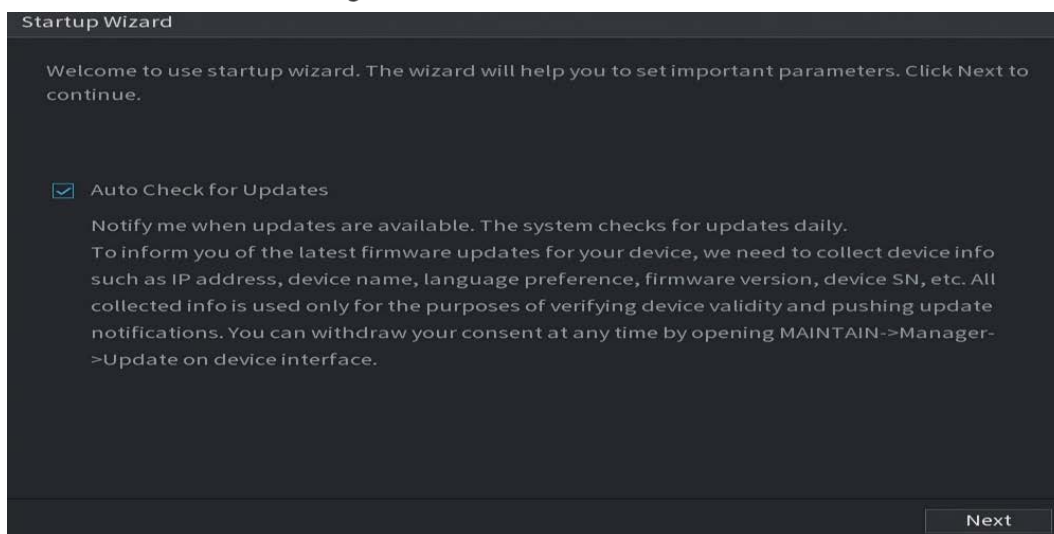 Startup Wizard
Welcome to use startup wizard. The wizard will help you to set important parameters. Click Next to
continue.
Auto Check for Updates
Notify me when updates are available. The system checks for updates daily.
To inform you of the latest firmware updates for your device, we need to collect device info
such as IP address, device name, language preference, firmware version, device SN, etc. All
collected info is used only for the purposes of verifying device validity and pushing update
notifications. You can withdraw your consent at any time by opening MAINTAIN->Manager-
>Update on device interface.
Next